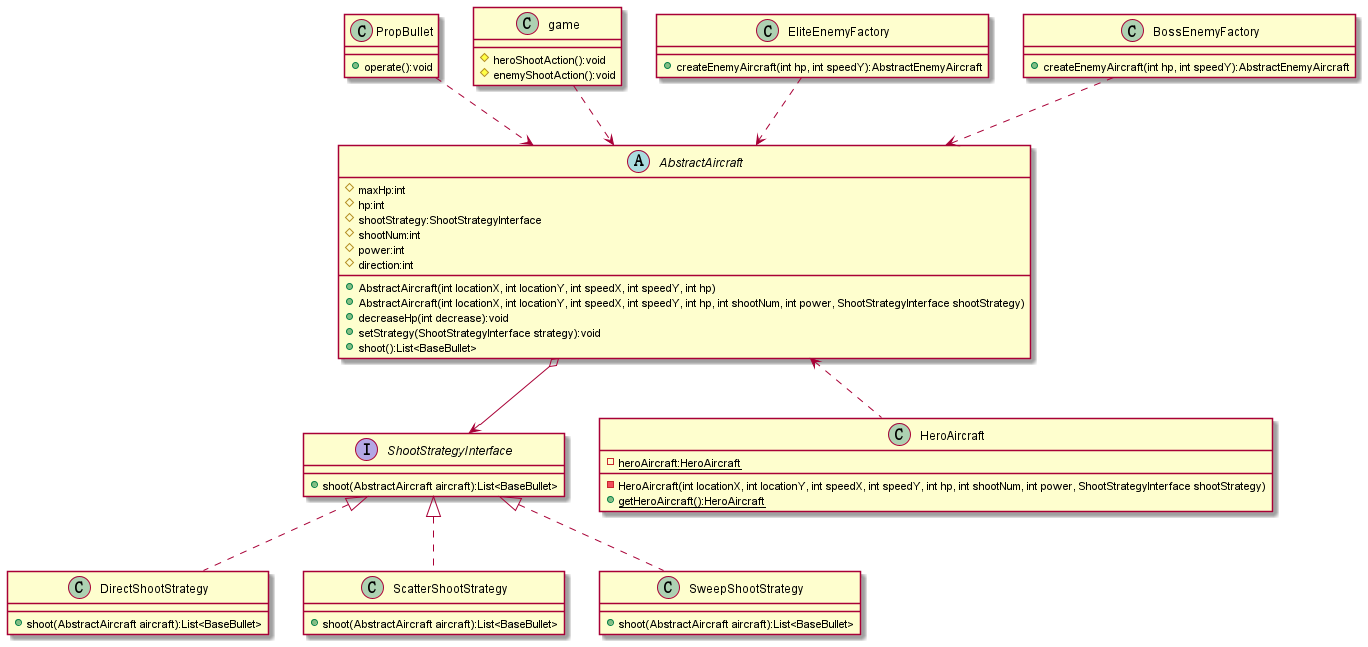 C PropBullet
operate():void
C game
heroShootAction():void
enemyShootAction():void
C EliteEnemyFactory
createEnemyAircraft(int hp, int speedY):AbstractEnemyAircraft
C BossEnemyFactory
createEnemyAircraft(int hp, int speedY):AbstractEnemyAircraft
A AbstractAircraft
maxHp:int
hp:int
shootStrategy:ShootStrategyInterface
shootNum:int
power:int
direction:int
AbstractAircraft(int locationX, int locationY, int speedX, int speedY, int hp)
AbstractAircraft(int locationX, int locationY, int speedX, int speedY, int hp, int shootNum, int power, ShootStrategyInterface shootStrategy)
decreaseHp(int decrease):void
setStrategy(ShootStrategyInterface strategy):void
shoot():List<BaseBullet>
I ShootStrategyInterface
shoot(AbstractAircraft aircraft):List<BaseBullet>
C HeroAircraft
heroAircraft:HeroAircraft
HeroAircraft(int locationX, int locationY, int speedX, int speedY, int hp, int shootNum, int power, ShootStrategyInterface shootStrategy)
getHeroAircraft():HeroAircraft
C DirectShootStrategy
shoot(AbstractAircraft aircraft):List<BaseBullet>
C ScatterShootStrategy
shoot(AbstractAircraft aircraft):List<BaseBullet>
C SweepShootStrategy
shoot(AbstractAircraft aircraft):List<BaseBullet>